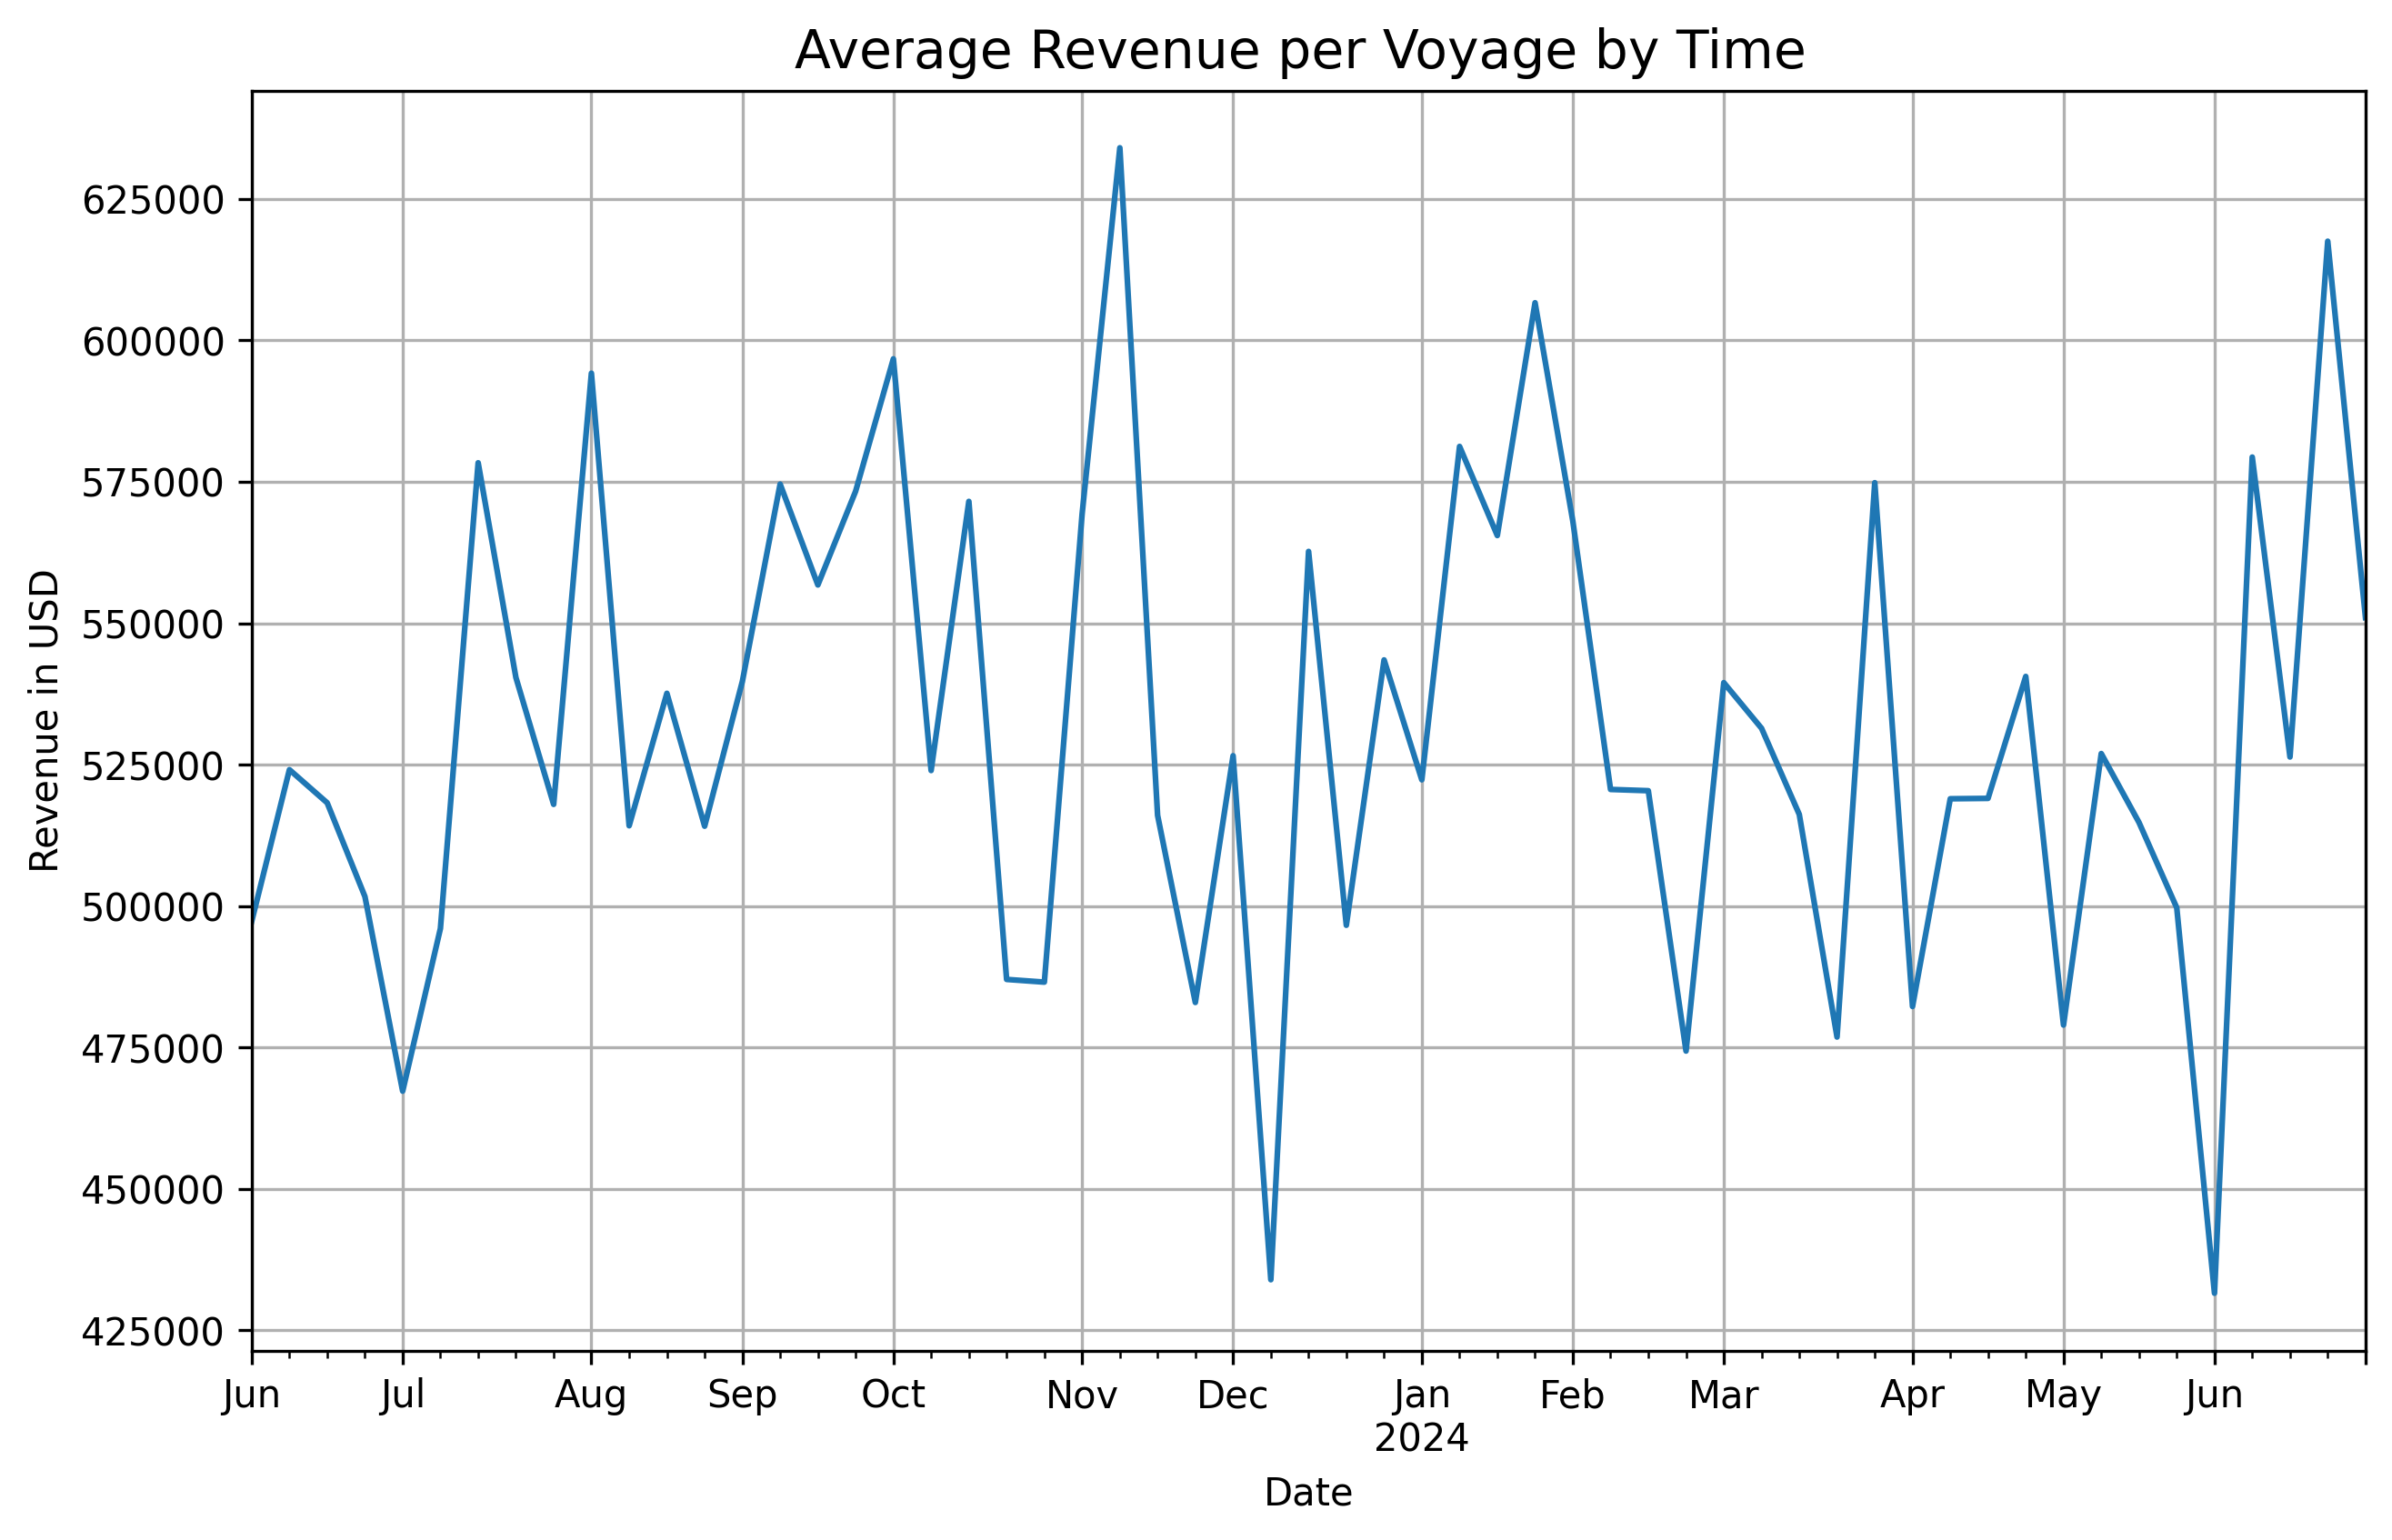 Average Revenue per Voyage by Time
625000
600000
575000
550000
525000
500000
475000
450000
425000
Revenue in USD
Jun Jul Aug Sep Oct Nov Dec Jan Feb Mar Apr May Jun
2024
Date